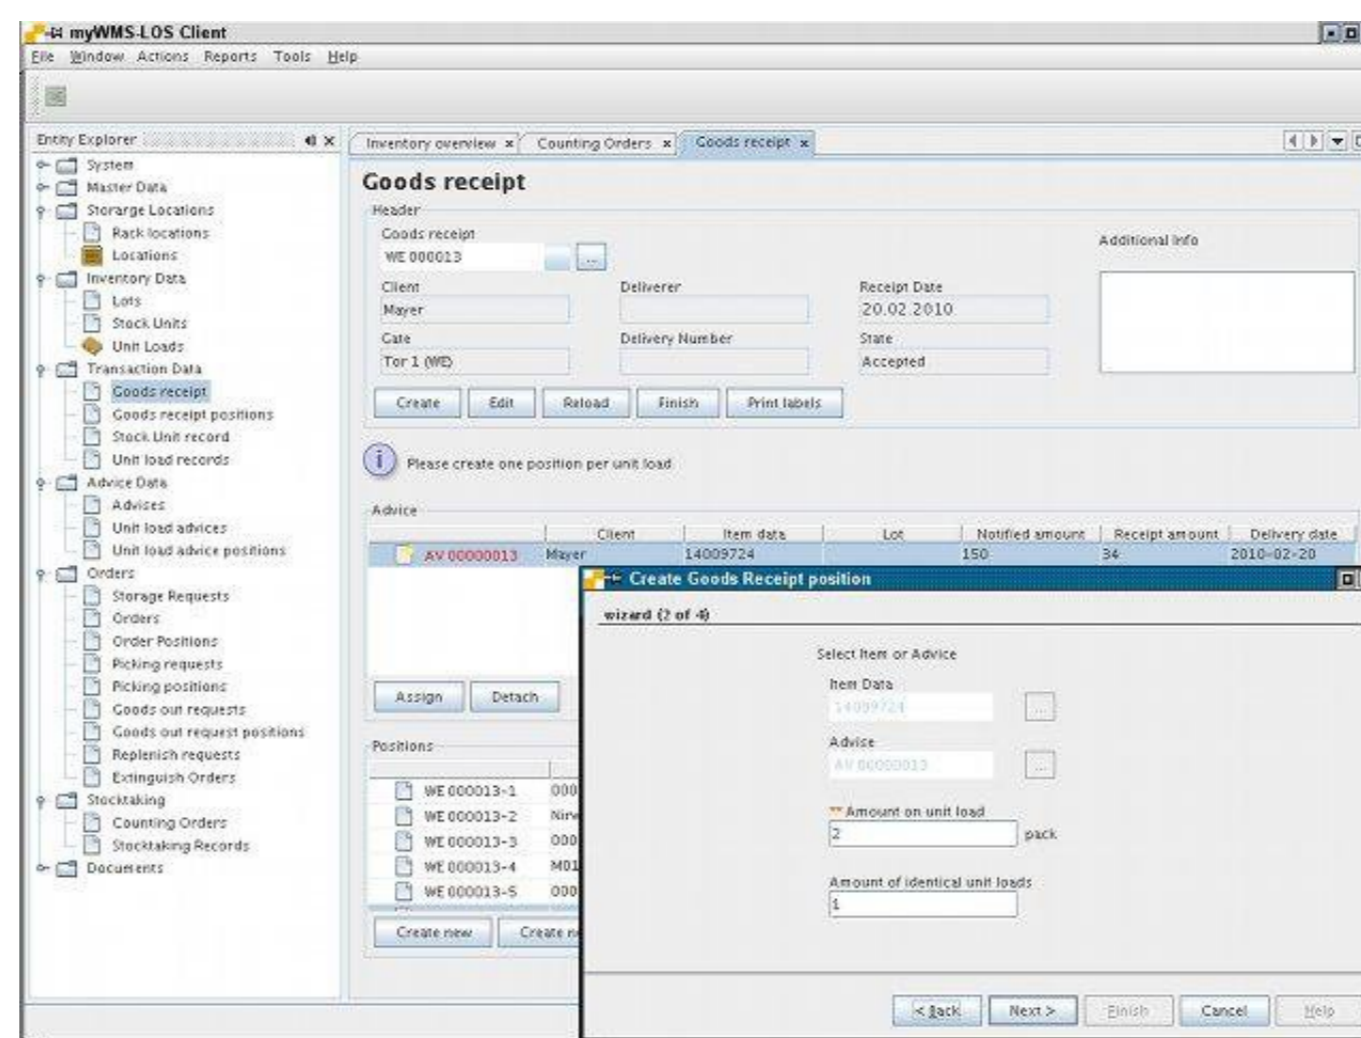 myWMS-LOS Client
File Window Actions Reports Tools Help
Entity Explorer
System
Master Data
Storarge Locations
Rack locations
Locations
Inventory Data
Lots
Stock Units
Unit Loads
Transaction Data
Goods receipt
Goods receipt positions
Stock Unit record
Unit load records
Advice Data
Advises
Unit load advices
Unit load advice positions
Orders
Storage Requests
Orders
Order Positions
Picking requests
Picking positions
Goods out requests
Goods out request positions
Replenish requests
Extinguish Orders
Stocktaking
Counting Orders
Stocktaking Records
Documents
Inventory overview Counting Orders Goods receipt
Goods receipt
Header
Goods receipt
WE 000013 ...
Additional Info
Client Deliverer Receipt Date
Mayer 20.02.2010
Gate Delivery Number State
Tor 1 (WE) Accepted
Create Edit Reload Finish Print labels
i Please create one position per unit load
Advice
Client Item data Lot Notified amount Receipt amount Delivery date
AV 00000013 Mayer 14009724 150 34 2010-02-20
Assign Detach
Positions
WE 000013-1 000
WE 000013-2
WE 000013-3 000
WE 000013-4 M01
WE 000013-5 000
Create new Create
Create Goods Receipt position
wizard (2 of 4)
Select Item or Advice
Item Data
14009724 ...
Advise
AV 00000013 ...
** Amount on unit load
2 pack
Amount of identical unit loads
1
< Back Next > Finish Cancel Help